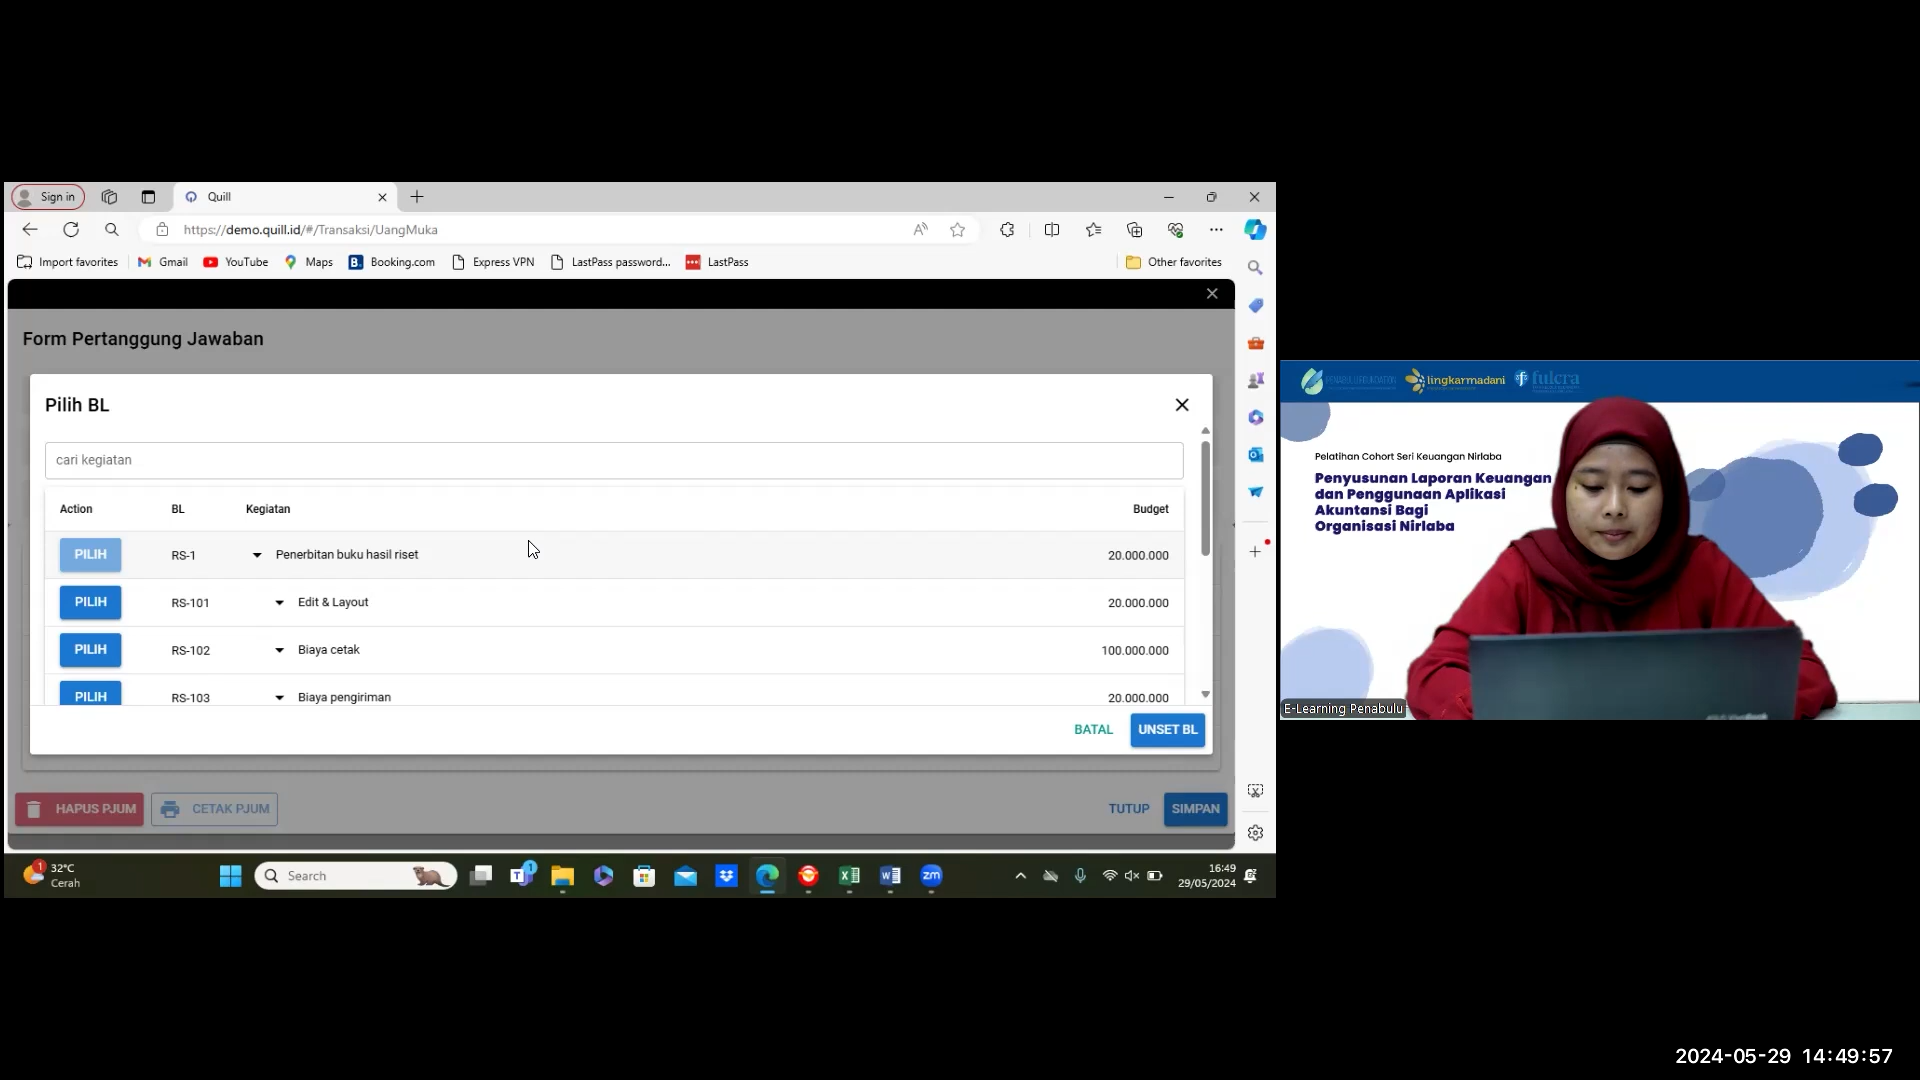 Sign in
Quill
https://demo.quill.id/#/Transaksi/UangMuka
Import favorites
Gmail
YouTube
Maps
Booking.com
Express VPN
LastPass password...
LastPass
Other favorites
Form Pertanggung Jawaban
Pilih BL
cari kegiatan
Action BL Kegiatan Budget
PILIH RS-1 Penerbitan buku hasil riset 20.000.000
PILIH RS-101 Edit & Layout 20.000.000
PILIH RS-102 Biaya cetak 100.000.000
PILIH RS-103 Biaya pengiriman 20.000.000
BATAL UNSET BL
HAPUS PJUM CETAK PJUM TUTUP SIMPAN
1
32°C
Cerah
Search
1
zm
16:49
29/05/2024
PENABULU FOUNDATION
lingkarmadani
fulcra
Pelatihan Cohort Seri Keuangan Nirlaba
Penyusunan Laporan Keuangan
dan Penggunaan Aplikasi
Akuntansi Bagi
Organisasi Nirlaba
E-Learning Penabulu
2024-05-29 14:49:57